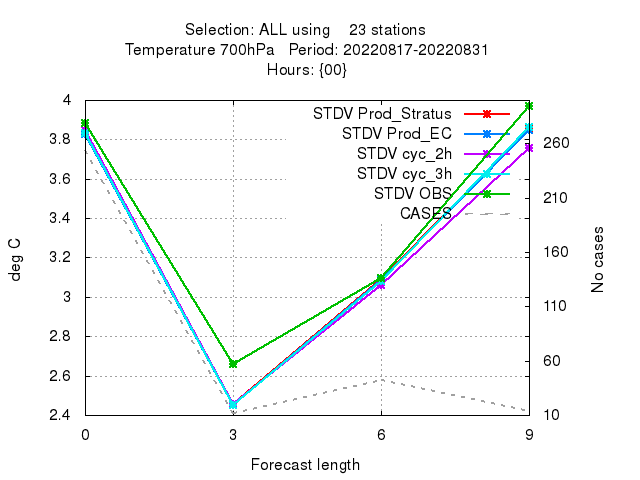 Selection: ALL using 23 stations
Temperature 700hPa Period: 20220817-20220831
Hours: {00}
4
3.8
3.6
3.4
3.2
3
2.8
2.6
2.4
deg C
STDV Prod_Stratus
STDV Prod_EC
STDV cyc_2h
STDV cyc_3h
STDV OBS
CASES
260
210
160
110
60
10
No cases
0 3 6 9
Forecast length